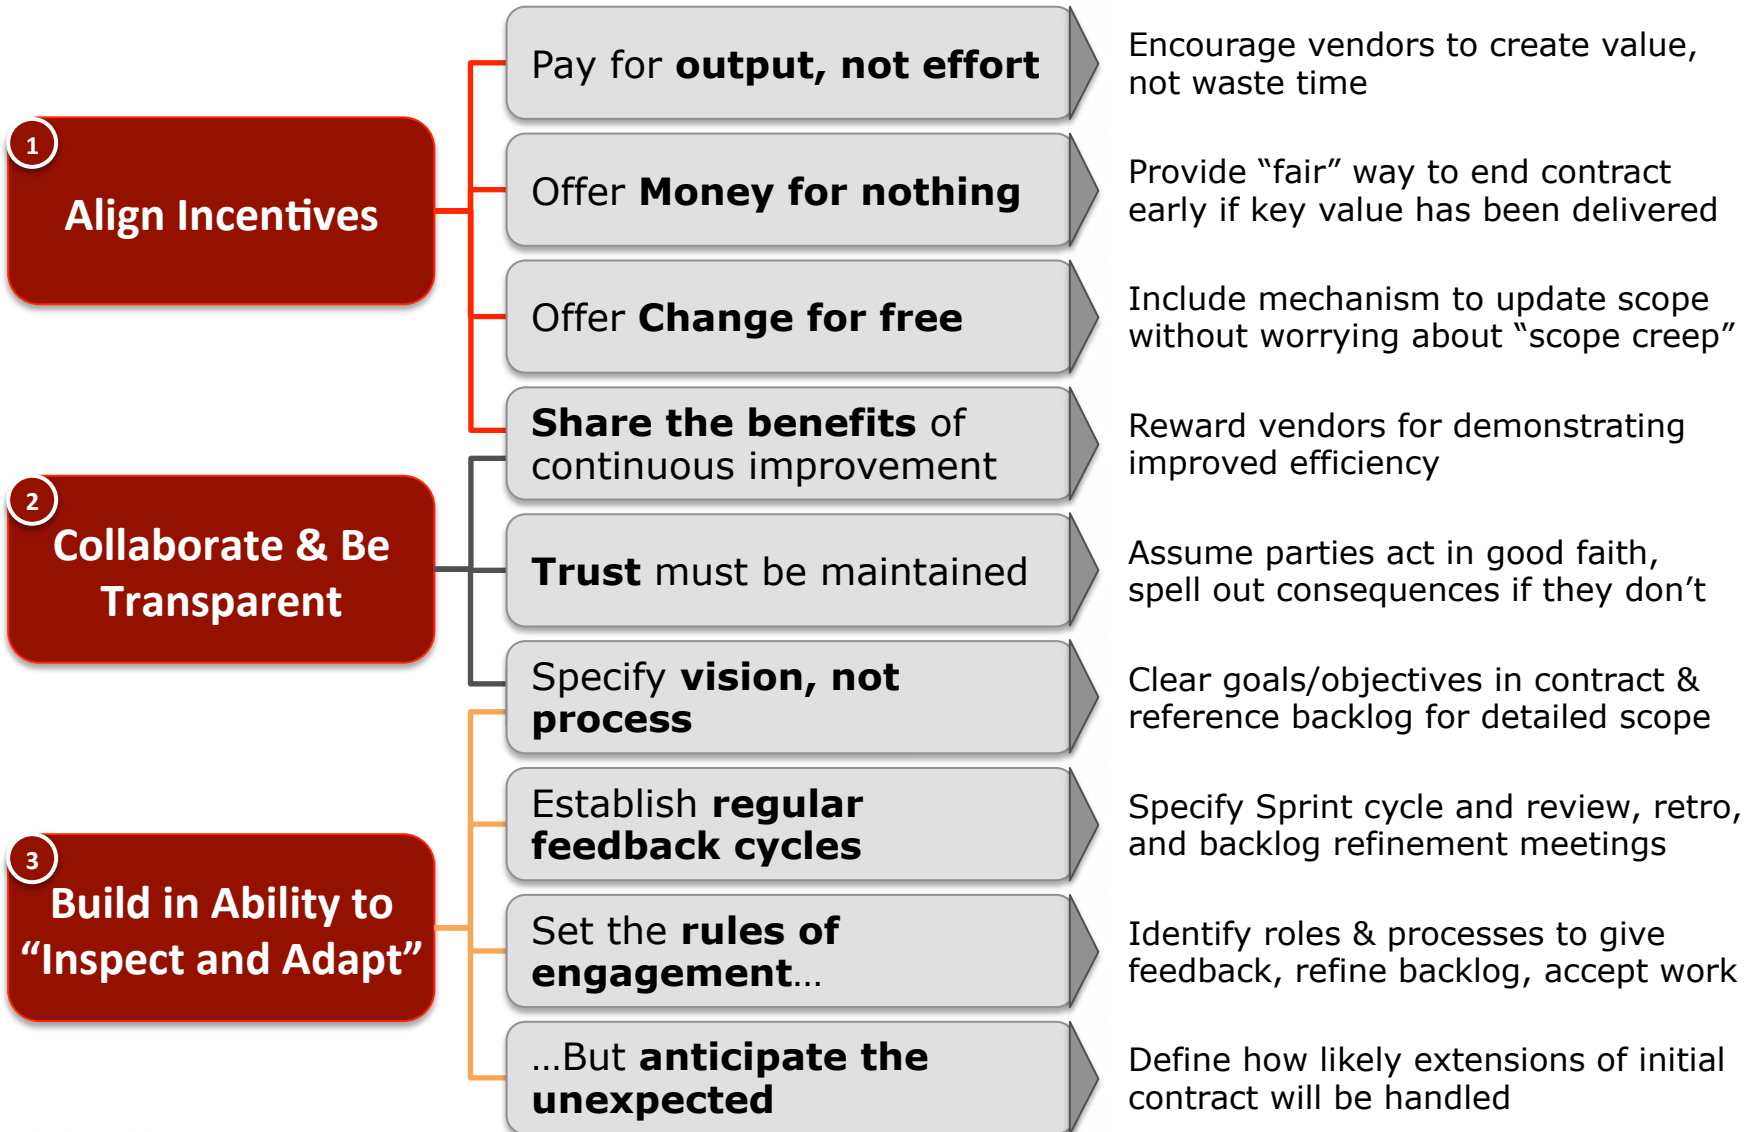 1
Align Incentives
Pay for output, not effort
Encourage vendors to create value,
not waste time
Offer Money for nothing
Provide “fair” way to end contract
early if key value has been delivered
Offer Change for free
Include mechanism to update scope
without worrying about “scope creep”
Share the benefits of
continuous improvement
Reward vendors for demonstrating
improved efficiency
2
Collaborate & Be
Transparent
Trust must be maintained
Assume parties act in good faith,
spell out consequences if they don’t
Specify vision, not
process
Clear goals/objectives in contract &
reference backlog for detailed scope
3
Build in Ability to
“Inspect and Adapt”
Establish regular
feedback cycles
Specify Sprint cycle and review, retro,
and backlog refinement meetings
Set the rules of
engagement…
Identify roles & processes to give
feedback, refine backlog, accept work
…But anticipate the
unexpected
Define how likely extensions of initial
contract will be handled